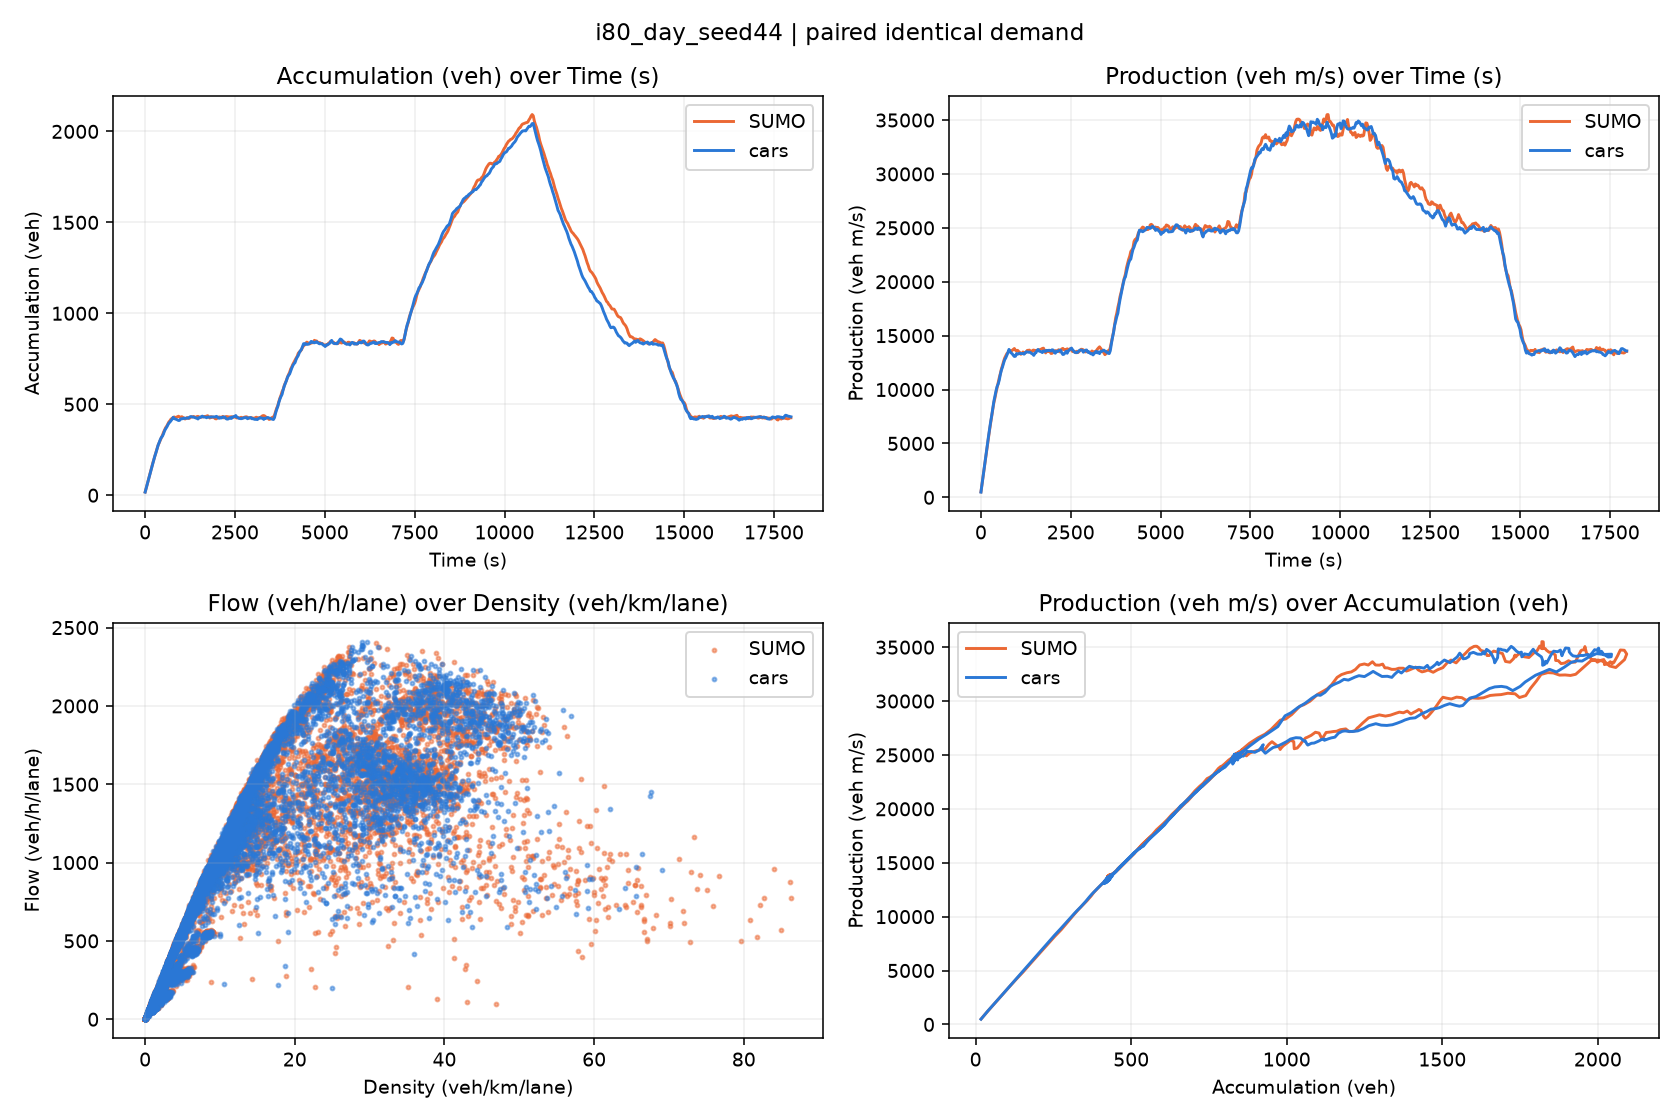 i80_day_seed44 | paired identical demand
Accumulation (veh) over Time (s)
SUMO
cars
2000
1500
1000
500
0
Accumulation (veh)
0 2500 5000 7500 10000 12500 15000 17500
Time (s)
Production (veh m/s) over Time (s)
SUMO
cars
35000
30000
25000
20000
15000
10000
5000
0
Production (veh m/s)
0 2500 5000 7500 10000 12500 15000 17500
Time (s)
Flow (veh/h/lane) over Density (veh/km/lane)
SUMO
cars
2500
2000
1500
1000
500
0
Flow (veh/h/lane)
0 20 40 60 80
Density (veh/km/lane)
Production (veh m/s) over Accumulation (veh)
SUMO
cars
35000
30000
25000
20000
15000
10000
5000
0
Production (veh m/s)
0 500 1000 1500 2000
Accumulation (veh)